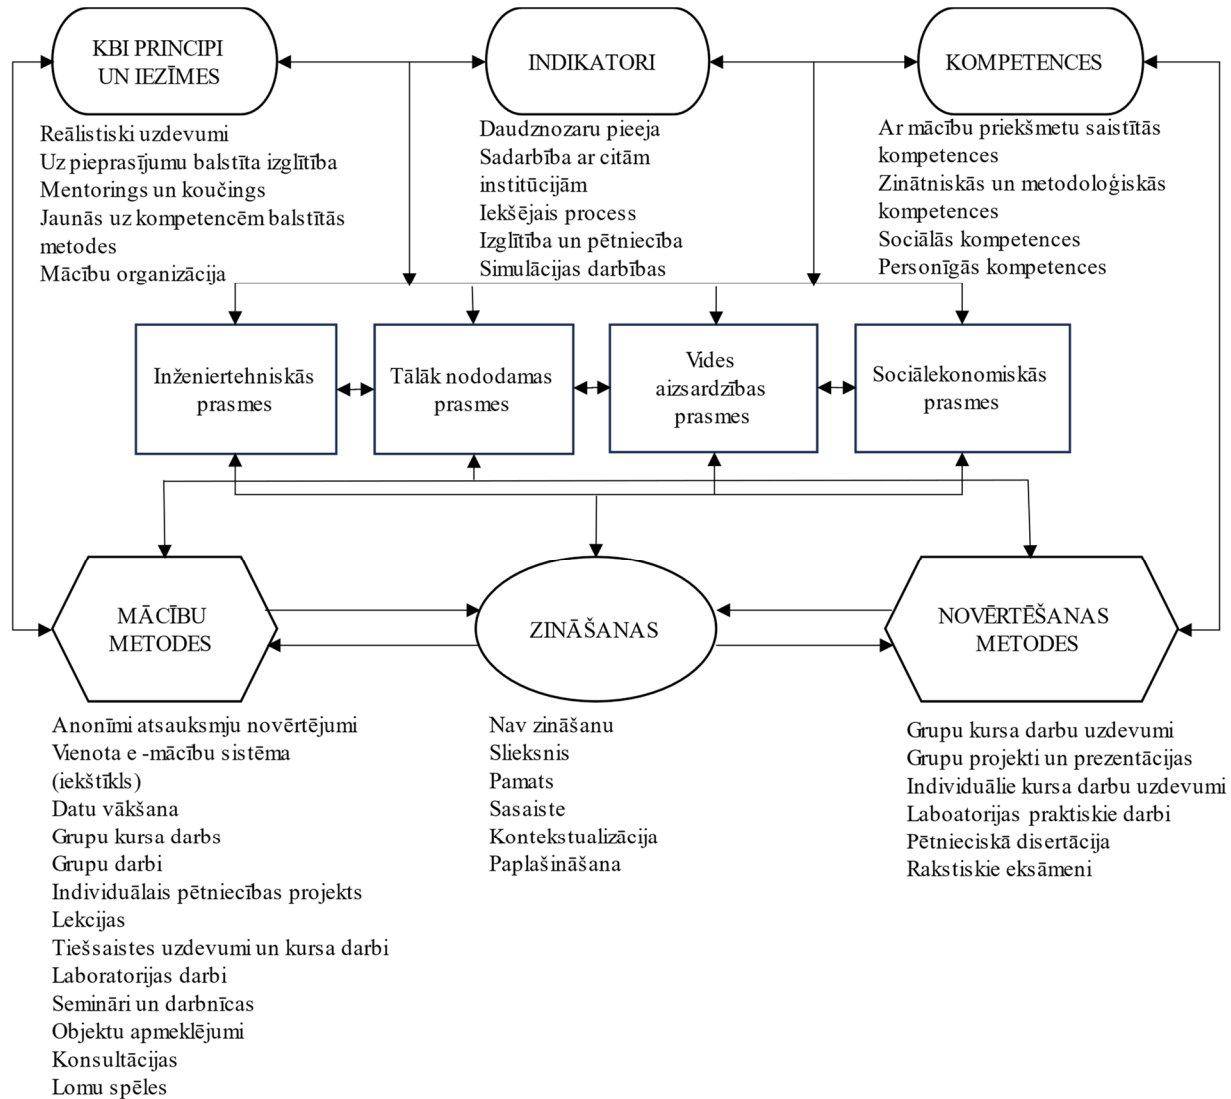 KBI PRINCIPI
UN IEZĪMES
INDIKATORI
KOMPETENCES
Reālistiski uzdevumi
Uz pieprasījumu balstīta izglītība
Mentorings un koučings
Jaunās uz kompetencēm balstītās
metodes
Mācību organizācija
Daudznozaru pieeja
Sadarbība ar citām
institūcijām
Iekšējais process
Izglītība un pētniecība
Simulācijas darbības
Ar mācību priekšmetu saistītās
kompetences
Zinātniskās un metodoloģiskās
kompetences
Sociālās kompetences
Personīgās kompetences
Inženiertehniskās
prasmes
Tālāk nododamas
prasmes
Vides
aizsardzības
prasmes
Sociālekonomiskās
prasmes
MĀCĪBU
METODES
ZINĀŠANAS
NOVĒRTĒŠANAS
METODES
Anonīmi atsauksmju novērtējumi
Vienota e -mācību sistēma
(iekštīkls)
Datu vākšana
Grupu kursa darbs
Grupu darbi
Individuālais pētniecības projekts
Lekcijas
Tiešsaistes uzdevumi un kursa darbi
Laboratorijas darbi
Semināri un darbnīcas
Objektu apmeklējumi
Konsultācijas
Lomu spēles
Nav zināšanu
Slieksnis
Pamats
Sasaiste
Kontekstualizācija
Paplašināšana
Grupu kursa darbu uzdevumi
Grupu projekti un prezentācijas
Individuālie kursa darbu uzdevumi
Laboatorijas praktiskie darbi
Pētnieciskā disertācija
Rakstiskie eksāmeni